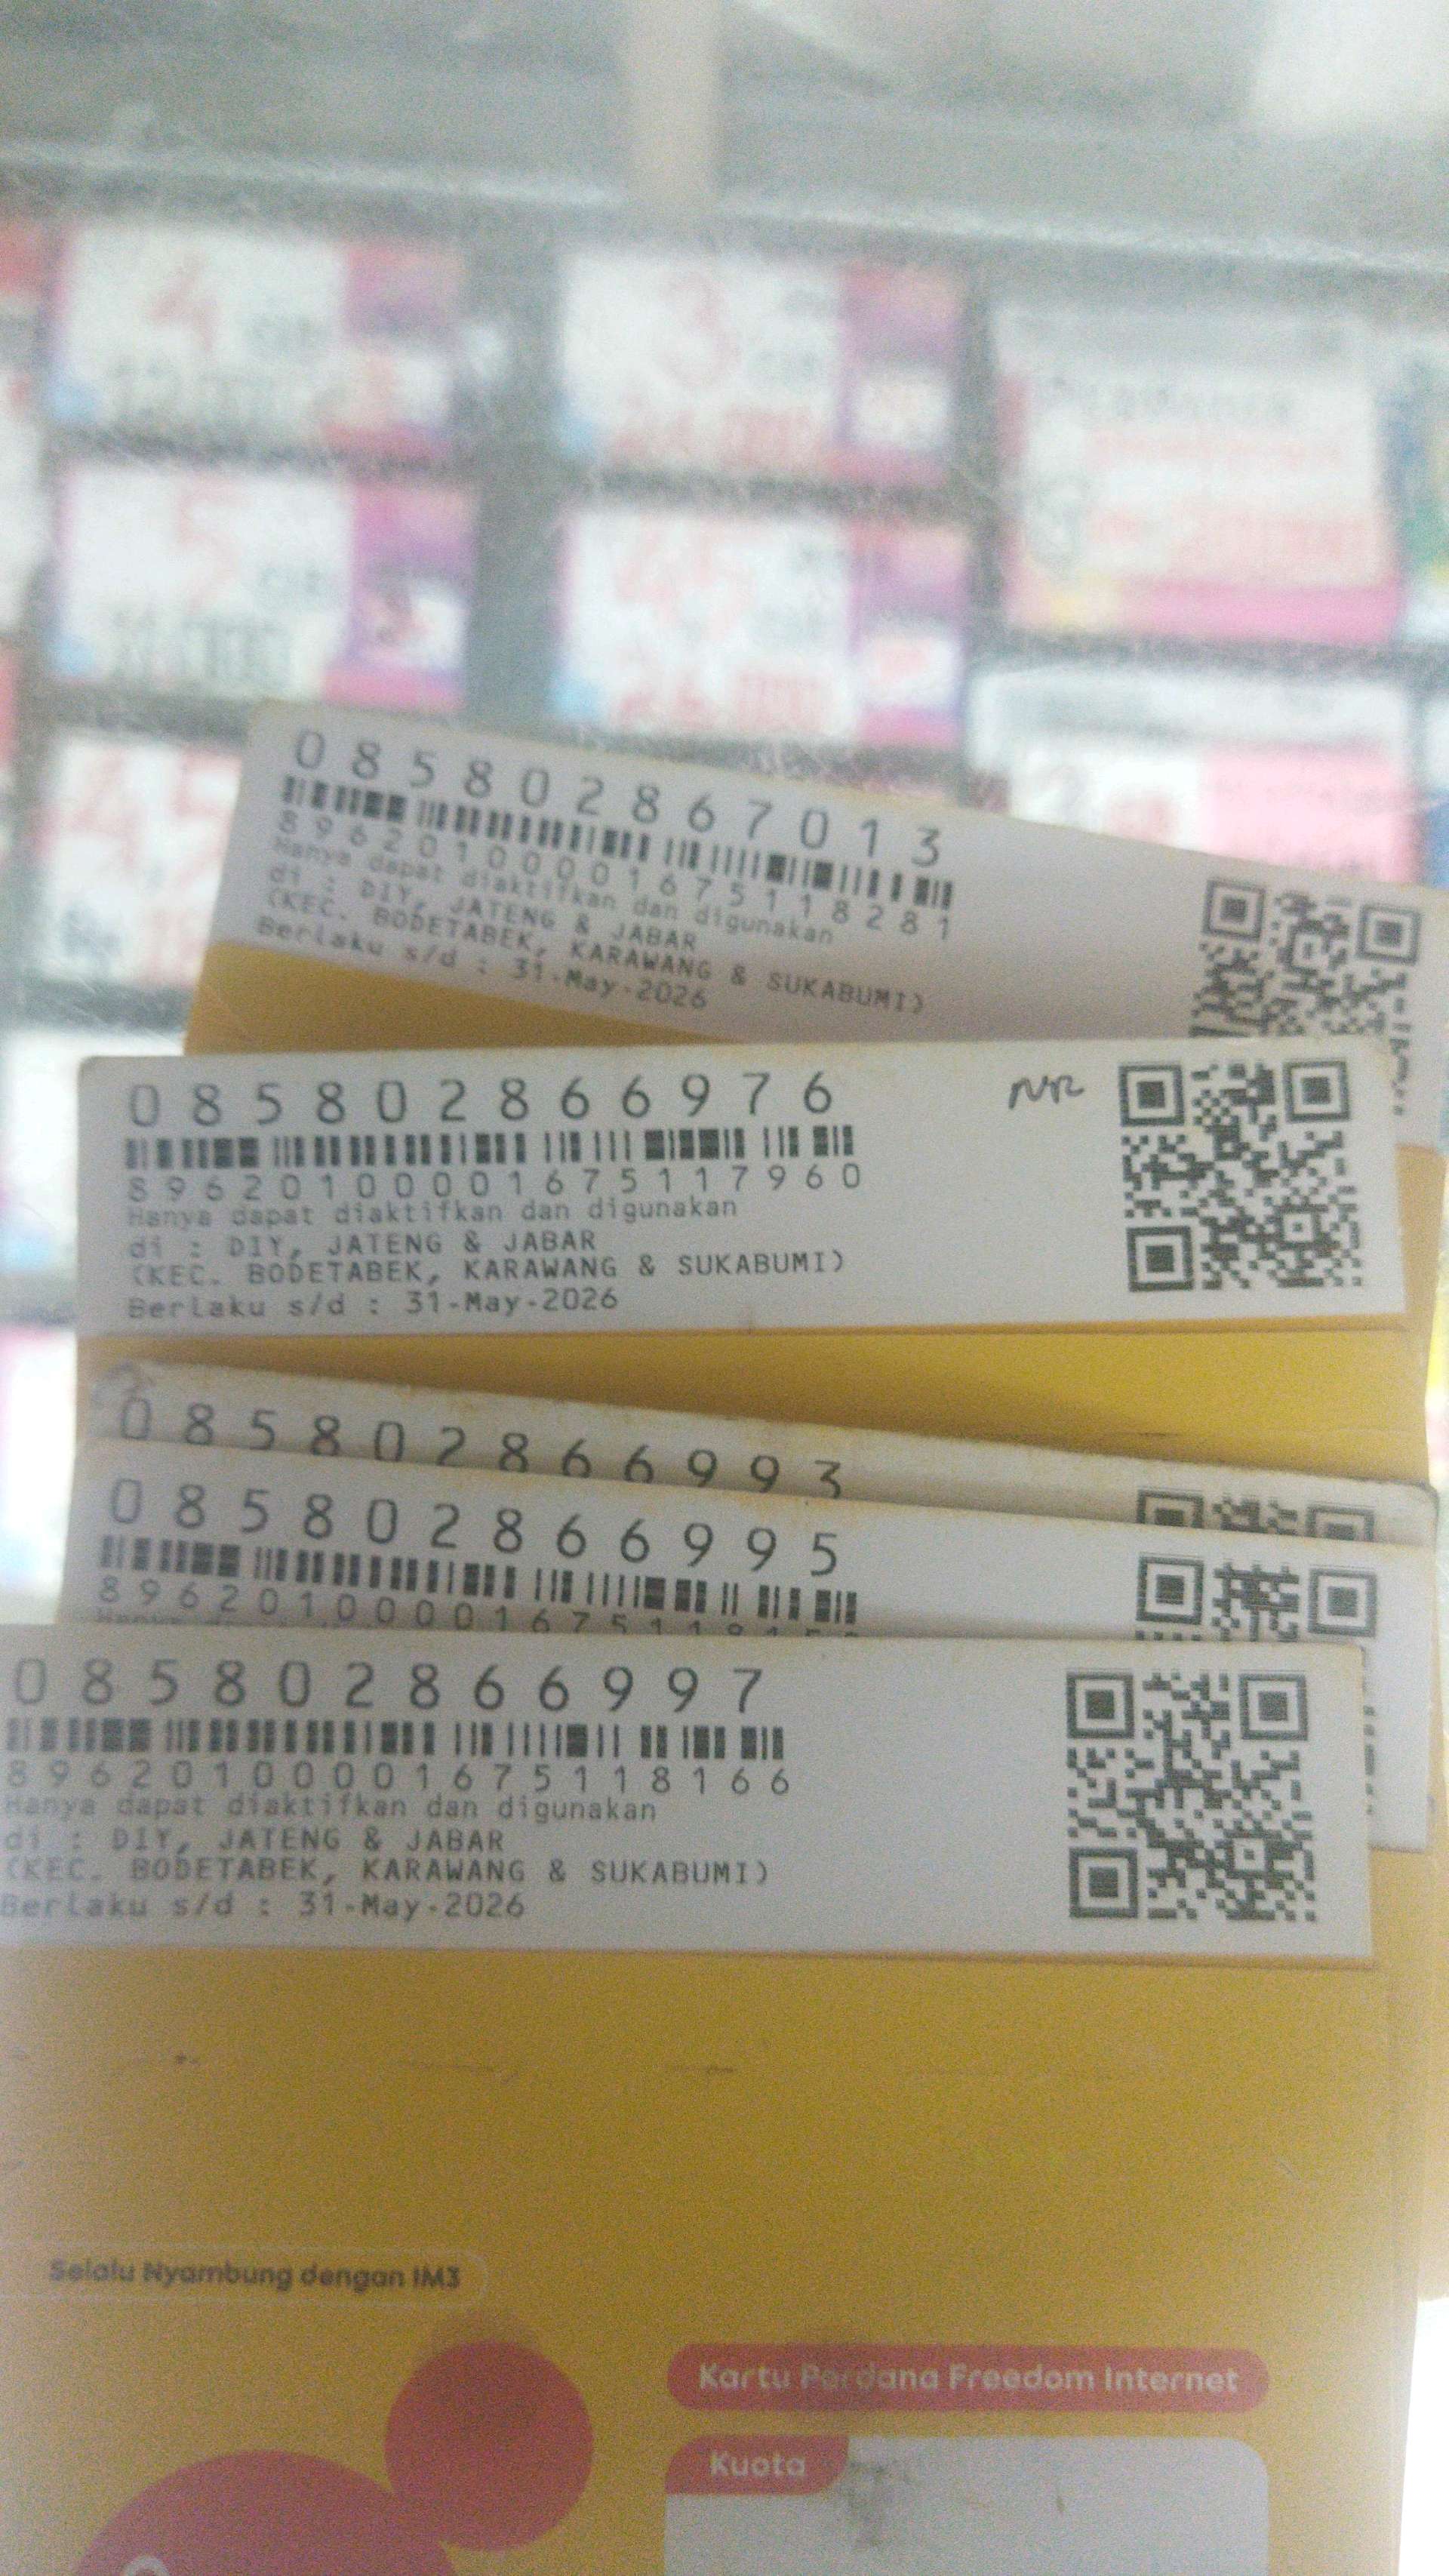 085802867013
89620100001675118281
Hanya dapat diaktifkan dan digunakan
di : DIY, JATENG & JABAR
(KEC. BODETABEK, KARAWANG & SUKABUMI)
Berlaku s/d : 31-May-2026
085802866976
NR
89620100001675117960
Hanya dapat diaktifkan dan digunakan
di : DIY, JATENG & JABAR
(KEC. BODETABEK, KARAWANG & SUKABUMI)
Berlaku s/d : 31-May-2026
085802866993
085802866995
085802866997
89620100001675118166
Hanya dapat diaktifkan dan digunakan
di : DIY, JATENG & JABAR
(KEC. BODETABEK, KARAWANG & SUKABUMI)
Berlaku s/d : 31-May-2026
Selalu Nyambung dengan IM3
Kartu Perdana Freedom Internet
Kuota